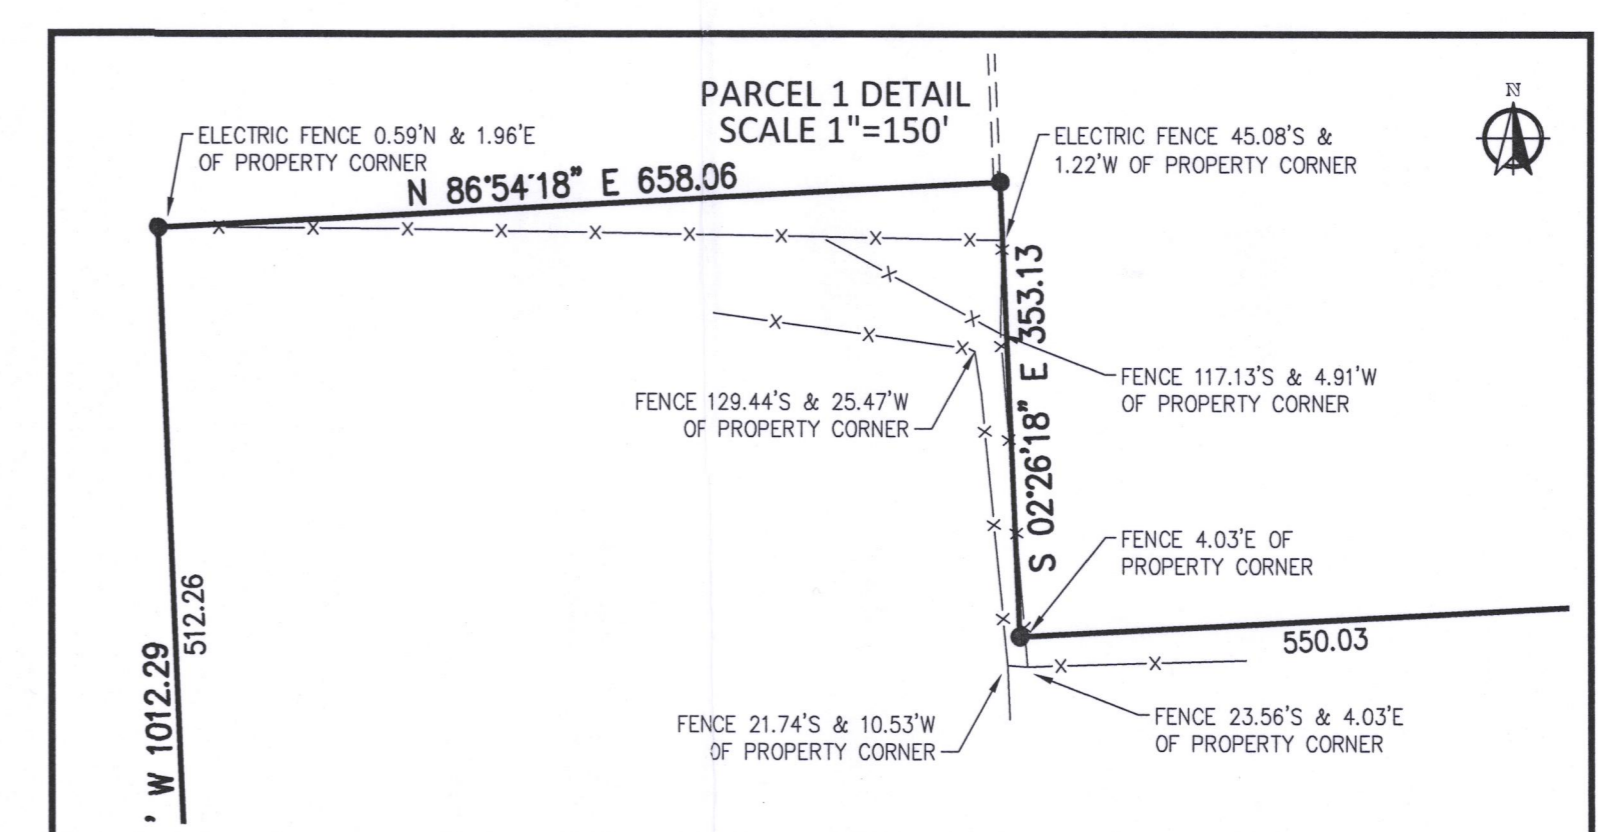 PARCEL 1 DETAIL
SCALE 1"=150'
N
ELECTRIC FENCE 0.59'N & 1.96'E
OF PROPERTY CORNER
ELECTRIC FENCE 45.08'S &
1.22'W OF PROPERTY CORNER
N 86°54'18" E 658.06
S 02°26'18" E 353.13
FENCE 117.13'S & 4.91'W
OF PROPERTY CORNER
FENCE 129.44'S & 25.47'W
OF PROPERTY CORNER
FENCE 4.03'E OF
PROPERTY CORNER
512.26
' W 1012.29
550.03
FENCE 21.74'S & 10.53'W
OF PROPERTY CORNER
FENCE 23.56'S & 4.03'E
OF PROPERTY CORNER